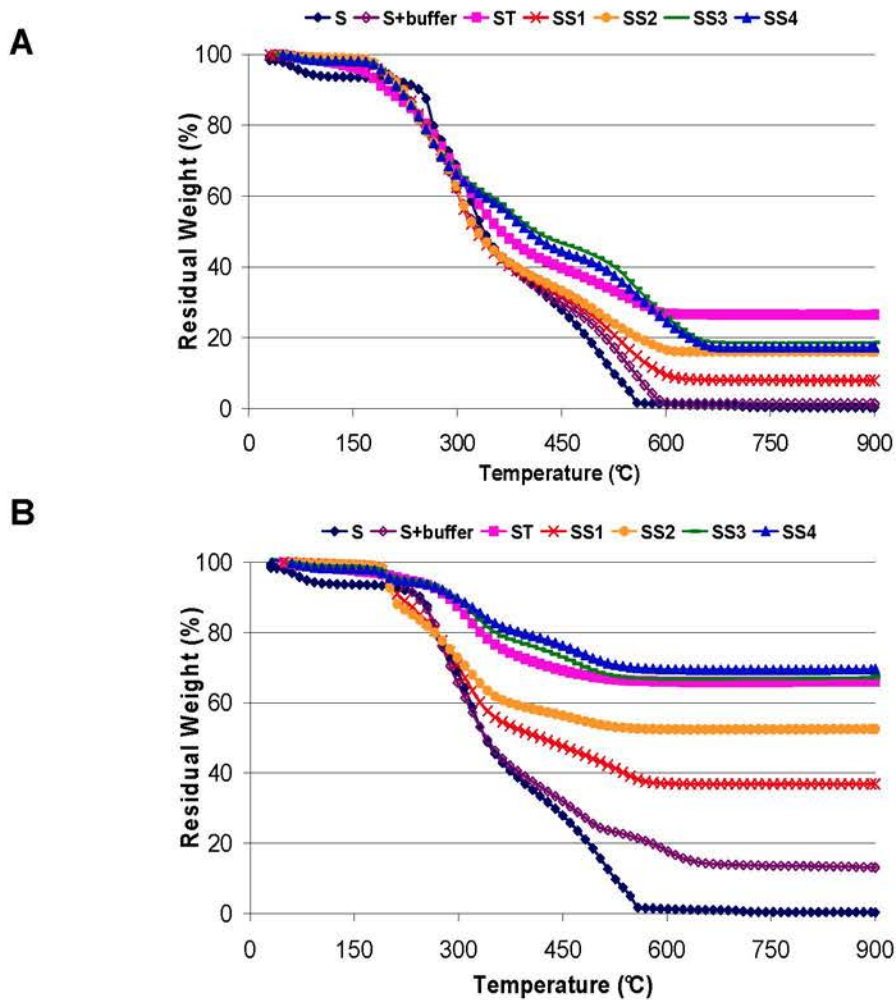 A
S S+buffer ST SS1 SS2 SS3 SS4
Residual Weight (%)
100
80
60
40
20
0
0 150 300 450 600 750 900
Temperature (°C)
B
S S+buffer ST SS1 SS2 SS3 SS4
Residual Weight (%)
100
80
60
40
20
0
0 150 300 450 600 750 900
Temperature (°C)